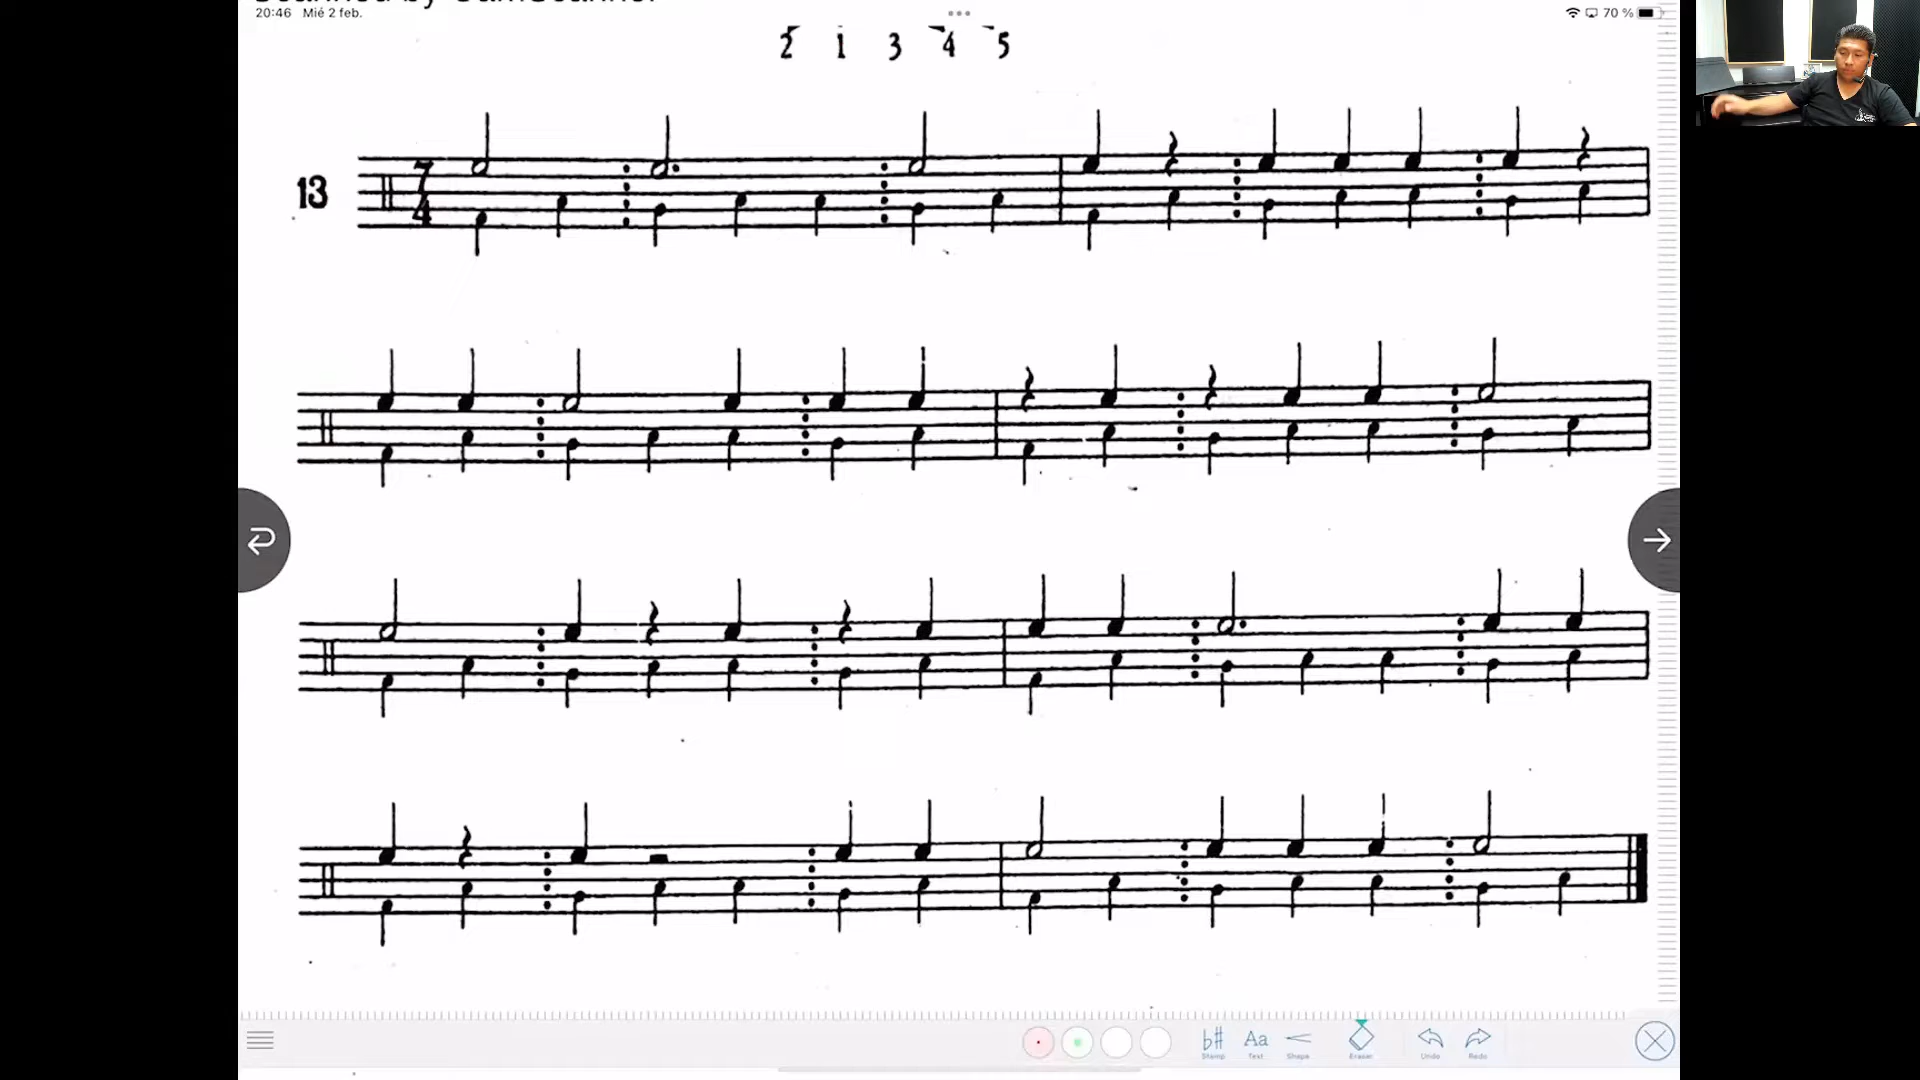 20:46 Mié 2 feb.
70 %
2 1 3 4 5
13
7
4
Stamp
Aa
Text
Shape
Eraser
Undo
Redo